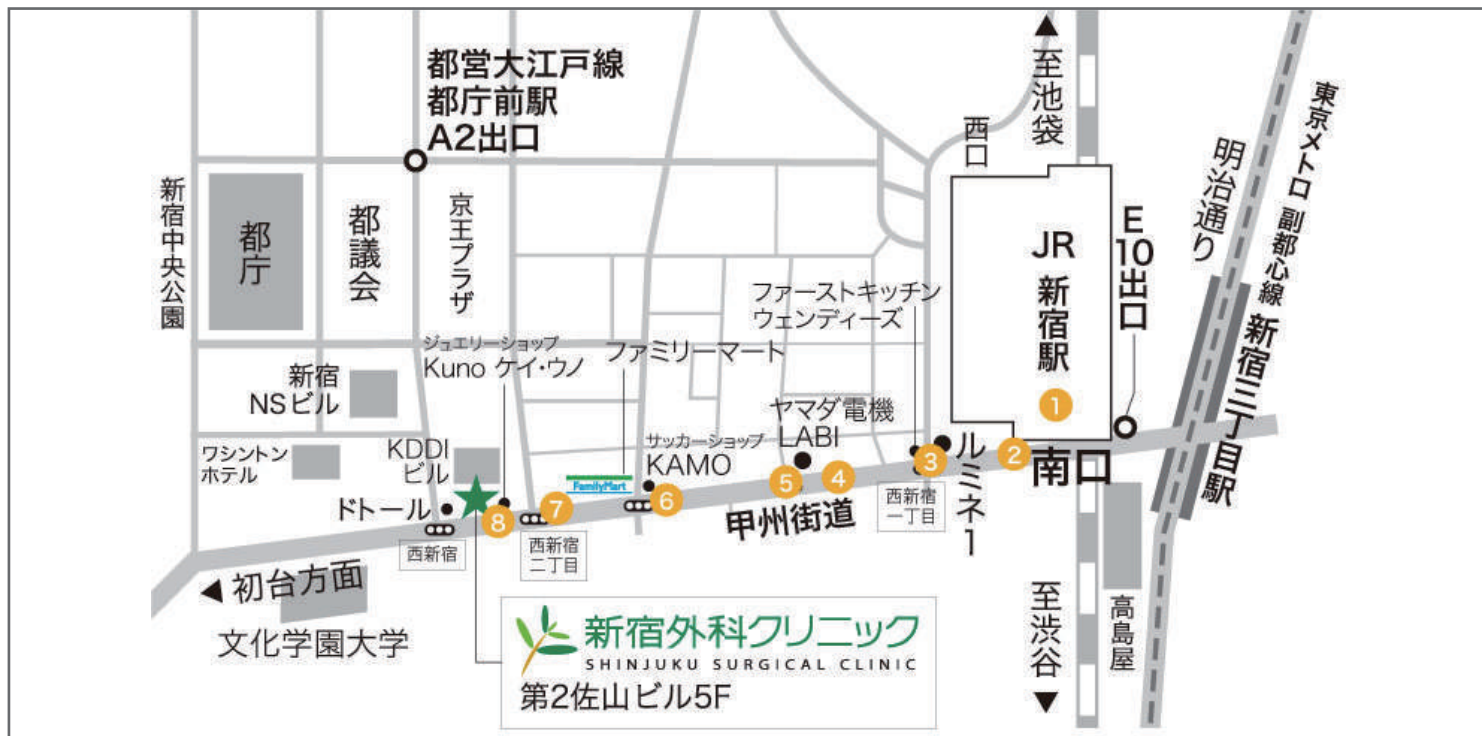 都営大江戸線
都庁前駅
A2出口
▲至池袋
西口
東京メトロ 副都心線 新宿三丁目駅
明治通り
新宿中央公園
都庁
都議会
京王プラザ
JR
新宿駅
E10出口
ファーストキッチン
ウェンディーズ
ジュエリーショップ
Kuno ケイ・ウノ
ファミリーマート
新宿
NSビル
ヤマダ電機
LABI
1
ワシントン
ホテル
KDDI
ビル
サッカーショップ
KAMO
FamilyMart
ルミネ1
南口
2
3
4
5
6
7
8
ドトール
甲州街道
西新宿
一丁目
西新宿
西新宿
二丁目
◀初台方面
文化学園大学
至渋谷▼
高島屋
新宿外科クリニック
SHINJUKU SURGICAL CLINIC
第2佐山ビル5F